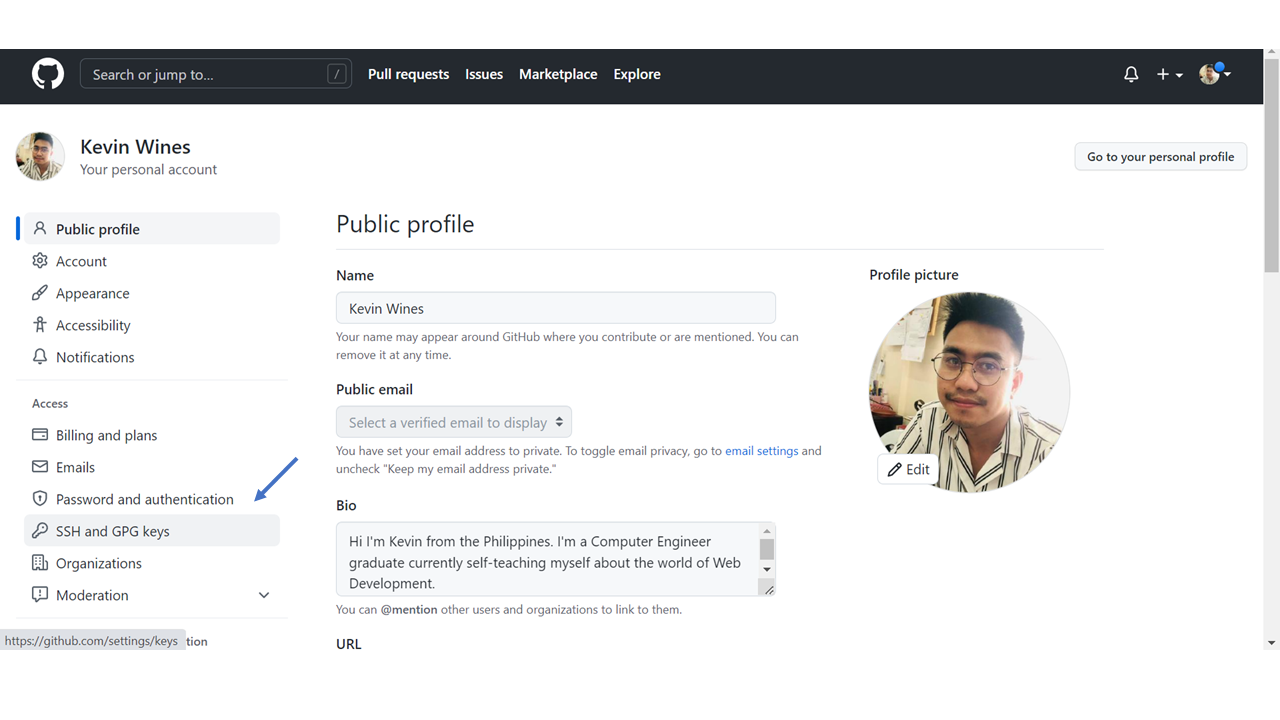 Search or jump to... /
Pull requests Issues Marketplace Explore
Kevin Wines
Your personal account
Go to your personal profile
Public profile
Account
Appearance
Accessibility
Notifications
Access
Billing and plans
Emails
Password and authentication
SSH and GPG keys
Organizations
Moderation
https://github.com/settings/keys
tion
Public profile
Name
Kevin Wines
Your name may appear around GitHub where you contribute or are mentioned. You can
remove it at any time.
Public email
Select a verified email to display
You have set your email address to private. To toggle email privacy, go to email settings and
uncheck "Keep my email address private."
Bio
Hi I'm Kevin from the Philippines. I'm a Computer Engineer
graduate currently self-teaching myself about the world of Web
Development.
You can @mention other users and organizations to link to them.
URL
Profile picture
Edit